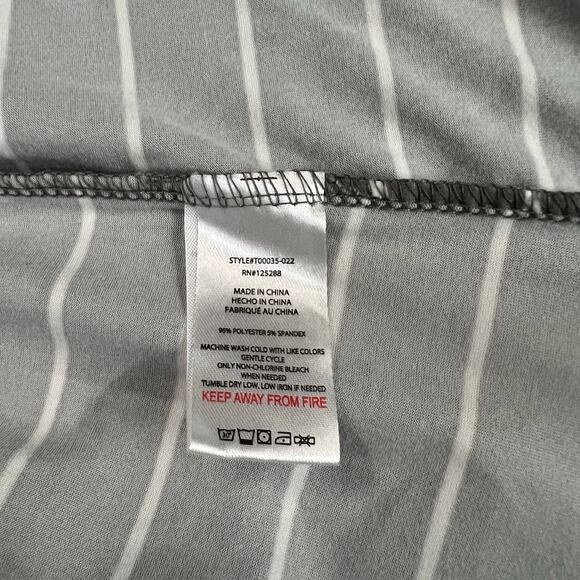 STYLE#T00035-022
RN#125288
MADE IN CHINA
HECHO IN CHINA
FABRIQUÉ AU CHINA
95% POLYESTER 5% SPANDEX
MACHINE WASH COLD WITH LIKE COLORS
GENTLE CYCLE
ONLY NON-CHLORINE BLEACH
WHEN NEEDED
TUMBLE DRY LOW, LOW IRON IF NEEDED
KEEP AWAY FROM FIRE